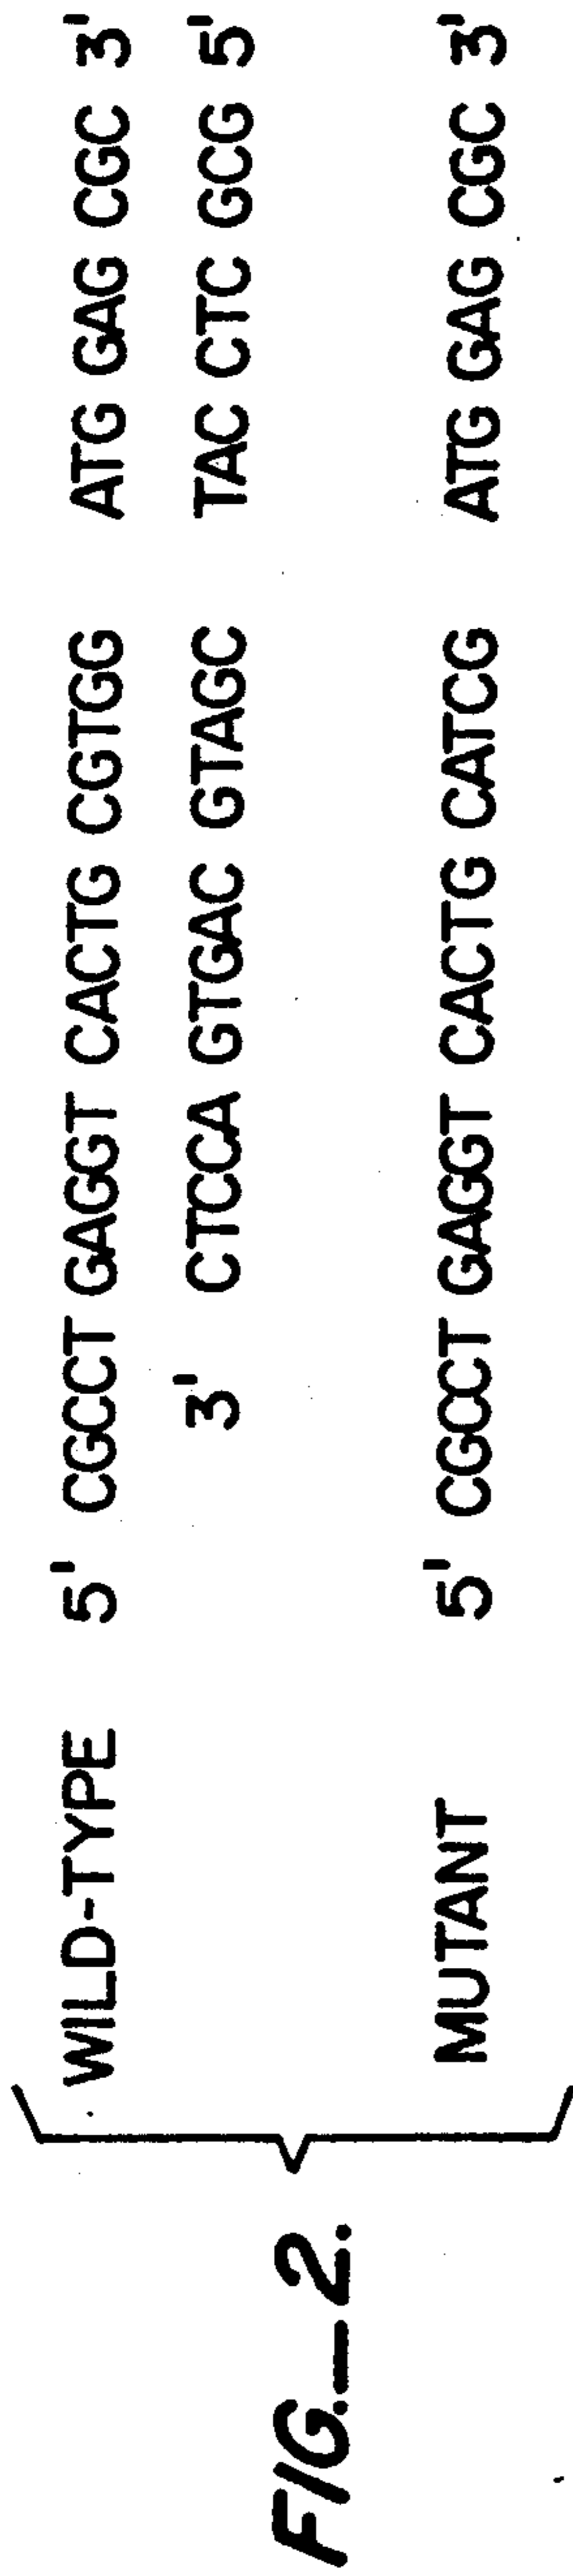 WILD-TYPE 5' CGCCT GAGGT CACTG CGTGG ATG GAG CGC 3'
3' CTCCA GTGAC GTAGC TAC CTC GCG 5'
MUTANT 5' CGCCT GAGGT CACTG CATCG ATG GAG CGC 3'
FIG._2.